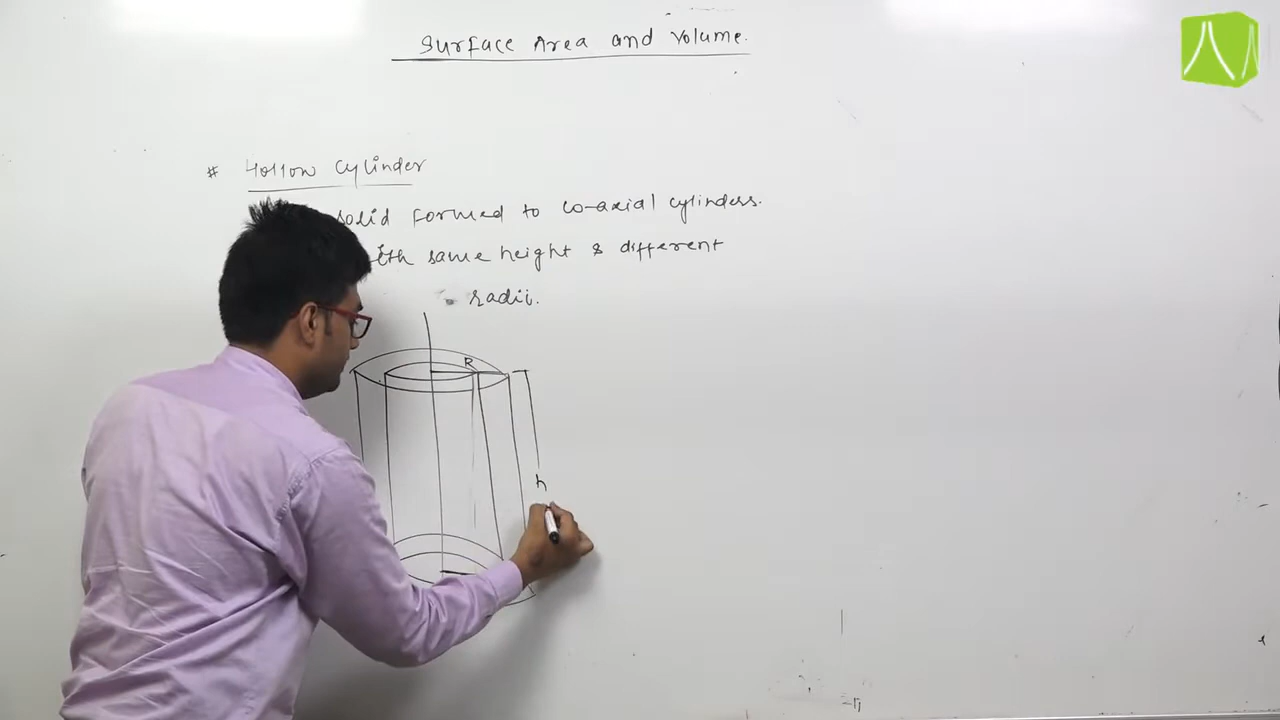 Surface Area and Volume.
# Hollow Cylinder
solid formed to co-axial cylinders.
with same height & different
radii.
R
h